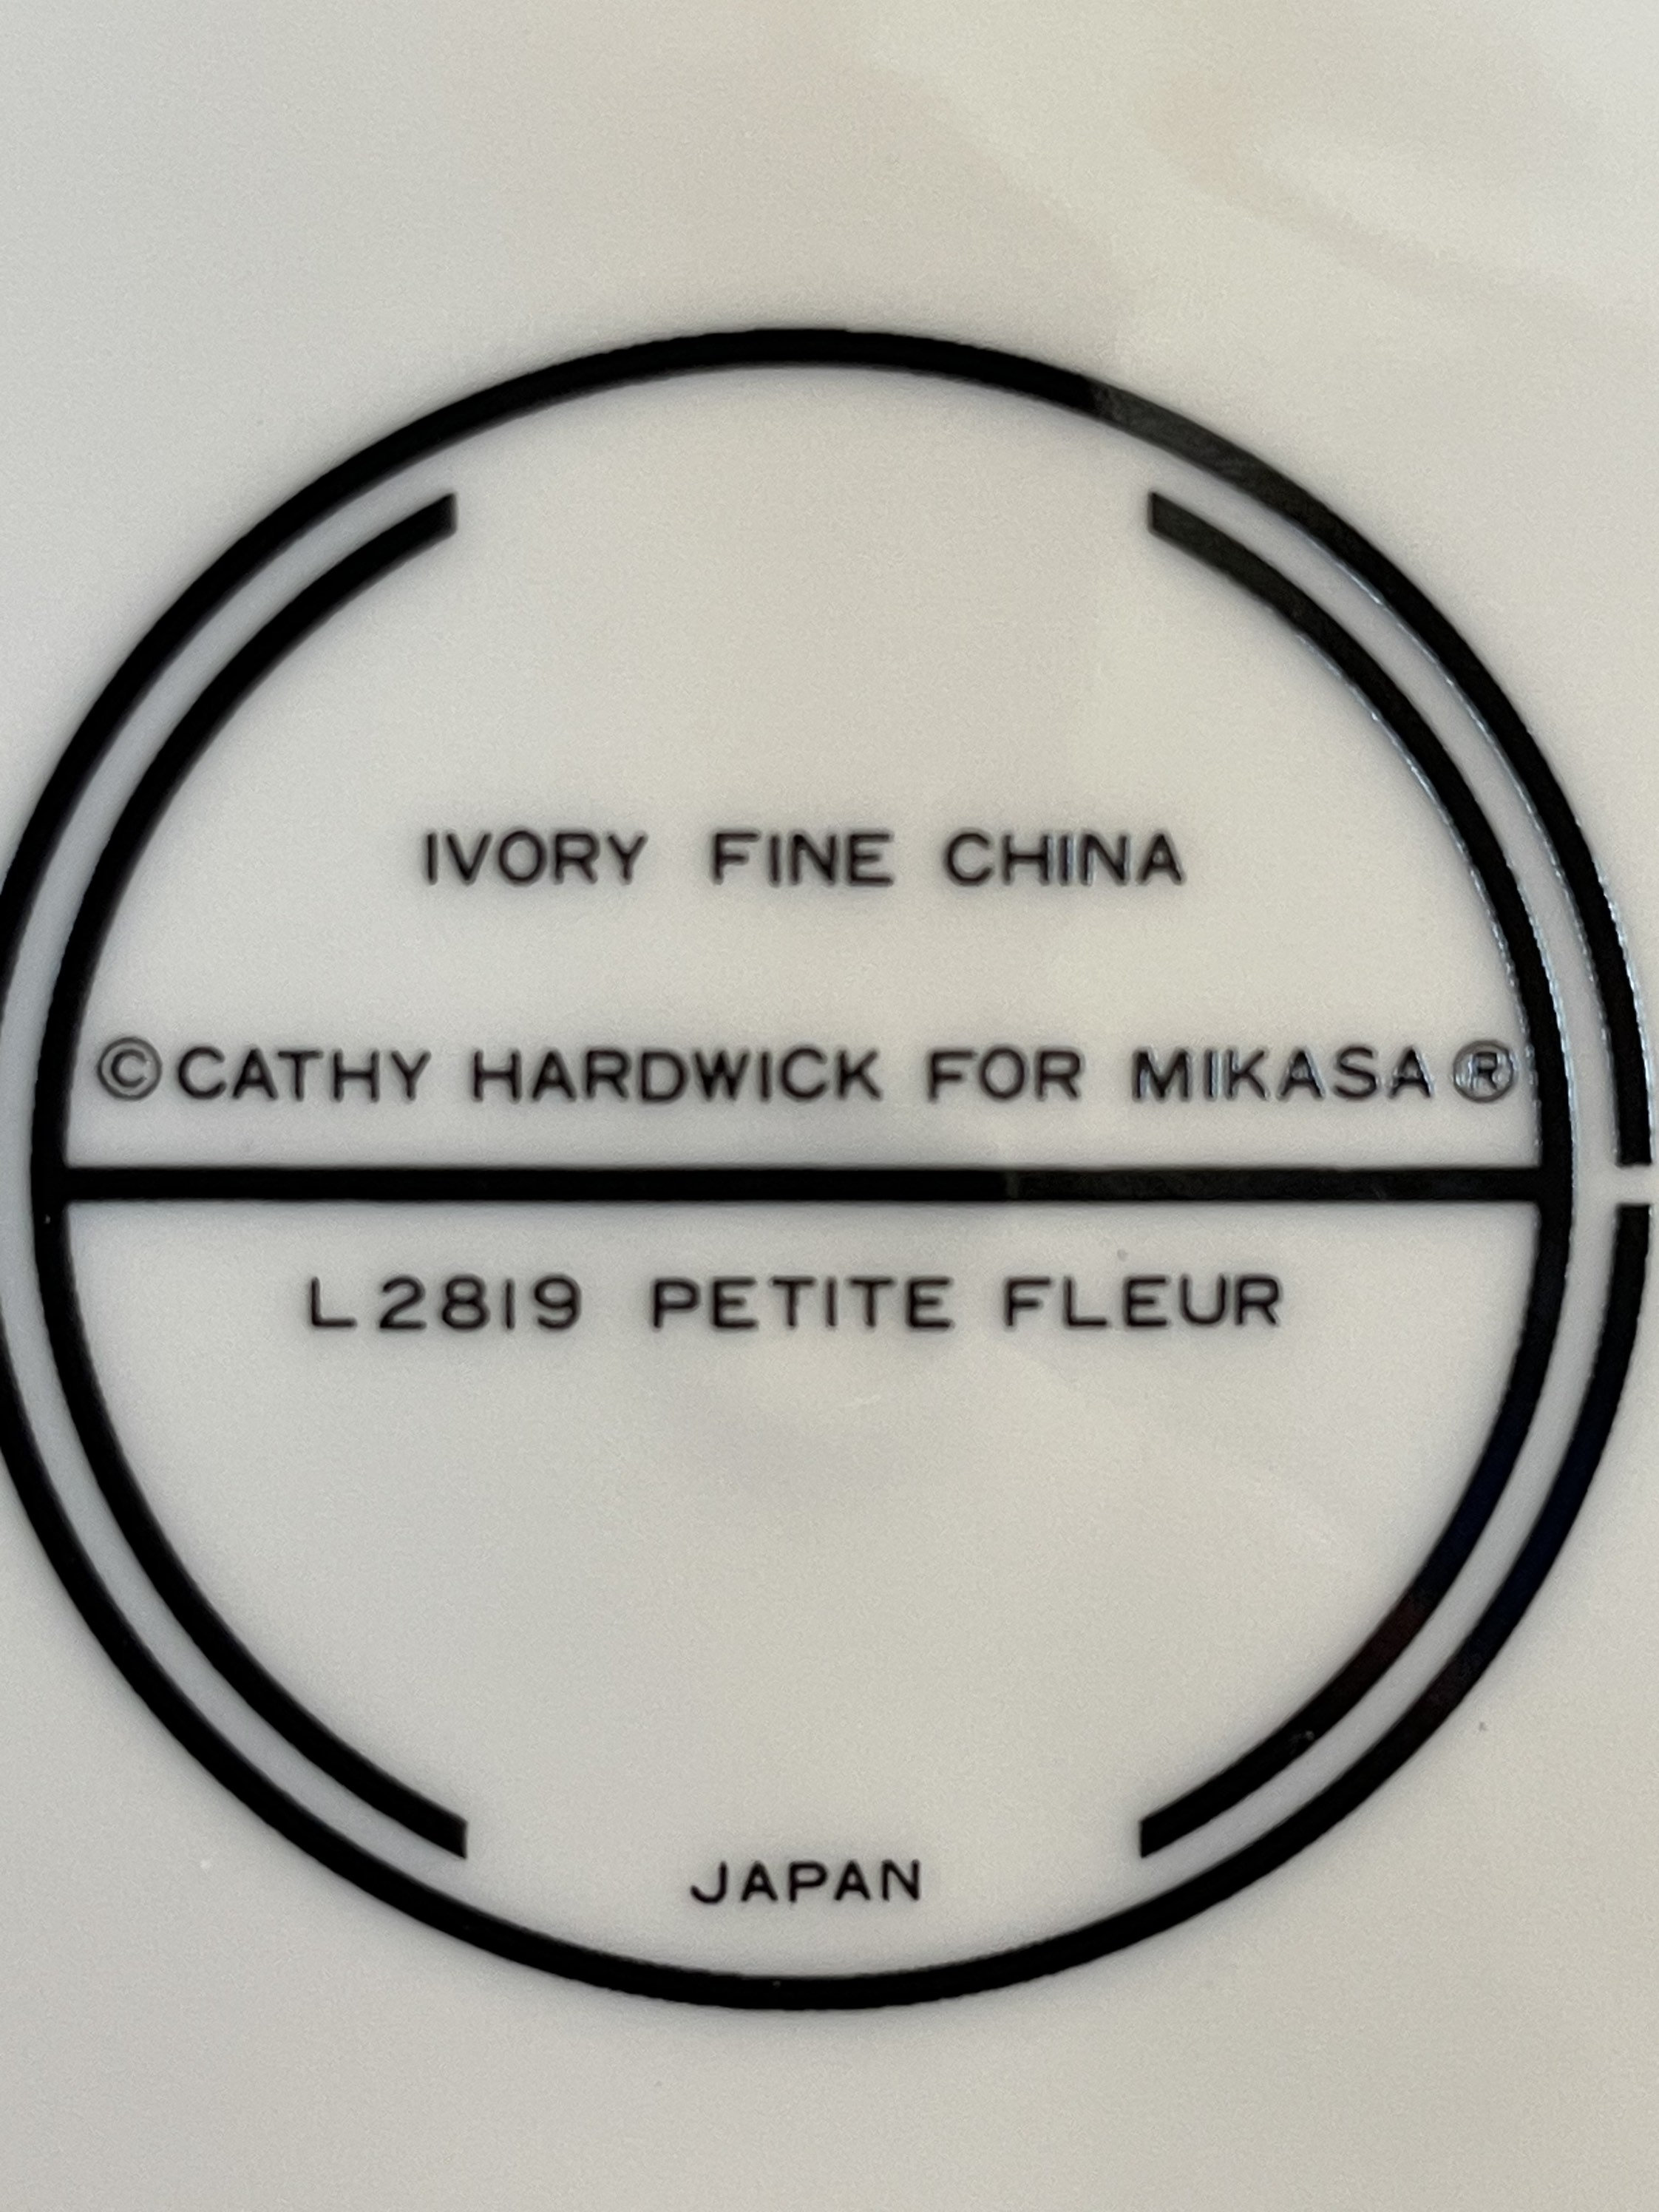 IVORY FINE CHINA
©CATHY HARDWICK FOR MIKASA®
L2819 PETITE FLEUR
JAPAN